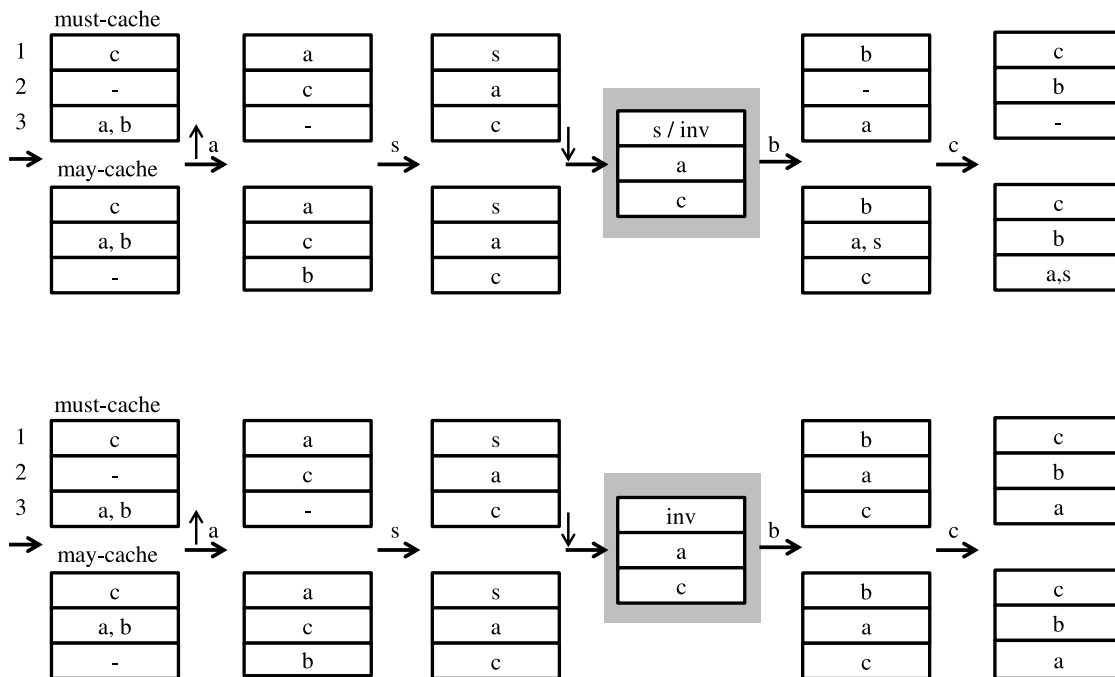 must-cache
1 c a s b c
2 - c a - b
3 a, b - c s / inv a -
a s a b c
may-cache c
c a s b c
a, b c a a, s b
- b c c a,s
must-cache
1 c a s b c
2 - c a a b
3 a, b - c inv c a
a s a b c
may-cache c
c a s b c
a, b c a a b
- b c c a